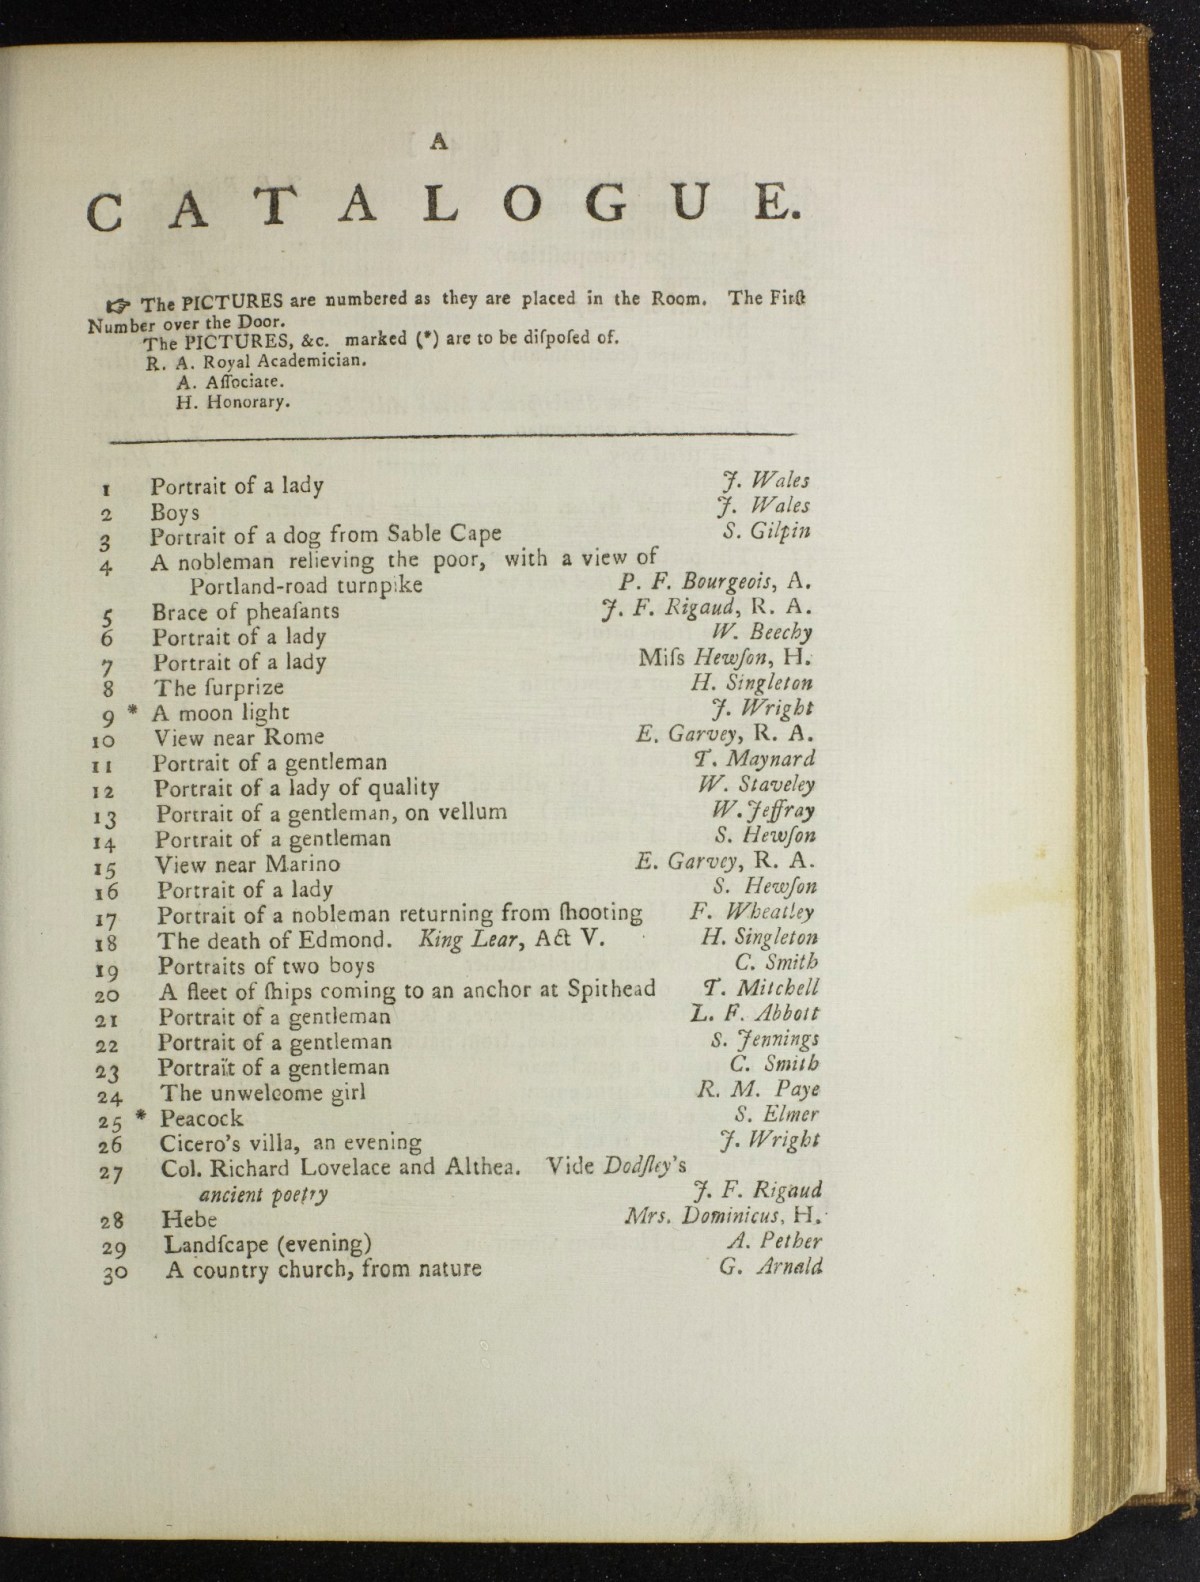 A
CATALOGUE.
☞ The PICTURES are numbered as they are placed in the Room. The Firſt
Number over the Door.
The PICTURES, &c. marked (*) are to be diſpoſed of.
R. A. Royal Academician.
A. Aſſociate.
H. Honorary.
1 Portrait of a lady J. Wales
2 Boys J. Wales
3 Portrait of a dog from Sable Cape S. Gilpin
4 A nobleman relieving the poor, with a view of
Portland-road turnpike P. F. Bourgeois, A.
5 Brace of pheaſants J. F. Rigaud, R. A.
6 Portrait of a lady W. Beechy
7 Portrait of a lady Miſs Hewſon, H.
8 The ſurprize H. Singleton
9 * A moon light J. Wright
10 View near Rome E. Garvey, R. A.
11 Portrait of a gentleman T. Maynard
12 Portrait of a lady of quality W. Staveley
13 Portrait of a gentleman, on vellum W. Jeffray
14 Portrait of a gentleman S. Hewſon
15 View near Marino E. Garvey, R. A.
16 Portrait of a lady S. Hewſon
17 Portrait of a nobleman returning from ſhooting F. Wheatley
18 The death of Edmond. King Lear, Act V. H. Singleton
19 Portraits of two boys C. Smith
20 A fleet of ſhips coming to an anchor at Spithead T. Mitchell
21 Portrait of a gentleman L. F. Abbott
22 Portrait of a gentleman S. Jennings
23 Portrait of a gentleman C. Smith
24 The unwelcome girl R. M. Paye
25 * Peacock S. Elmer
26 Cicero's villa, an evening J. Wright
27 Col. Richard Lovelace and Althea. Vide Dodſley's
ancient poetry J. F. Rigaud
28 Hebe Mrs. Dominicus, H.
29 Landſcape (evening) A. Pether
30 A country church, from nature G. Arnald